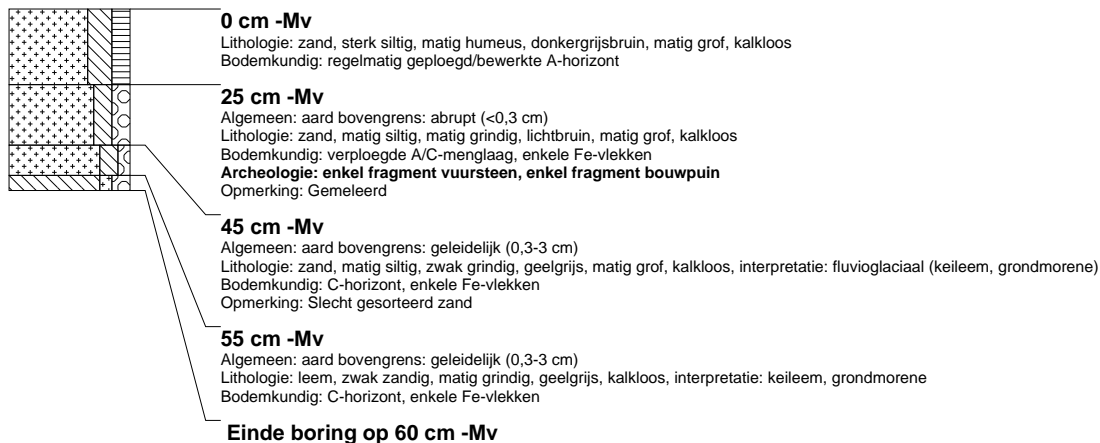 0 cm -Mv
Lithologie: zand, sterk siltig, matig humeus, donkergrijsbruin, matig grof, kalkloos
Bodemkundig: regelmatig geploegd/bewerkte A-horizont
25 cm -Mv
Algemeen: aard bovengrens: abrupt (<0,3 cm)
Lithologie: zand, matig siltig, matig grindig, lichtbruin, matig grof, kalkloos
Bodemkundig: verploegde A/C-menglaag, enkele Fe-vlekken
Archeologie: enkel fragment vuursteen, enkel fragment bouwpuin
Opmerking: Gemeleerd
45 cm -Mv
Algemeen: aard bovengrens: geleidelijk (0,3-3 cm)
Lithologie: zand, matig siltig, zwak grindig, geelgrijs, matig grof, kalkloos, interpretatie: fluvioglaciaal (keileem, grondmorene)
Bodemkundig: C-horizont, enkele Fe-vlekken
Opmerking: Slecht gesorteerd zand
55 cm -Mv
Algemeen: aard bovengrens: geleidelijk (0,3-3 cm)
Lithologie: leem, zwak zandig, matig grindig, geelgrijs, kalkloos, interpretatie: keileem, grondmorene
Bodemkundig: C-horizont, enkele Fe-vlekken
Einde boring op 60 cm -Mv